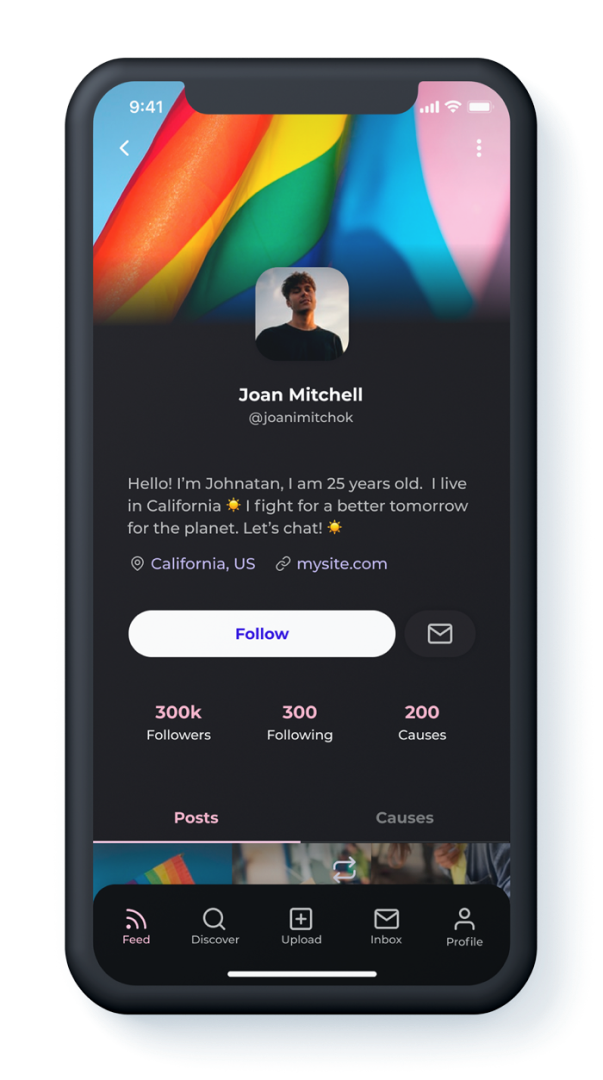 9:41
Joan Mitchell
@joanimitchok
Hello! I'm Johnatan, I am 25 years old.  I live
in California ☀️ I fight for a better tomorrow
for the planet. Let's chat! ☀️
California, US mysite.com
Follow
300k 300 200
Followers Following Causes
Posts Causes
Feed Discover Upload Inbox Profile